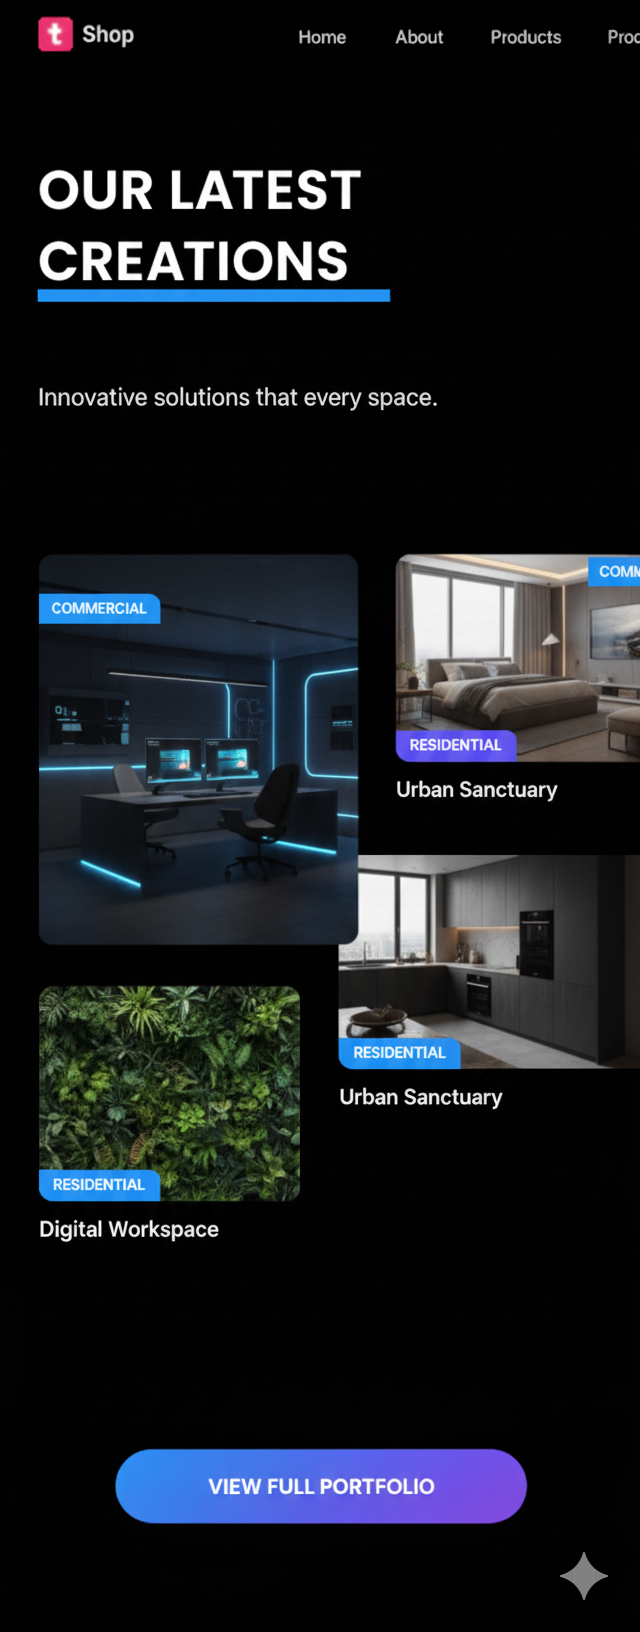 t Shop
Home About Products Prod
OUR LATEST
CREATIONS
Innovative solutions that every space.
COMMERCIAL
COMM
RESIDENTIAL
Urban Sanctuary
RESIDENTIAL
Urban Sanctuary
RESIDENTIAL
Digital Workspace
VIEW FULL PORTFOLIO